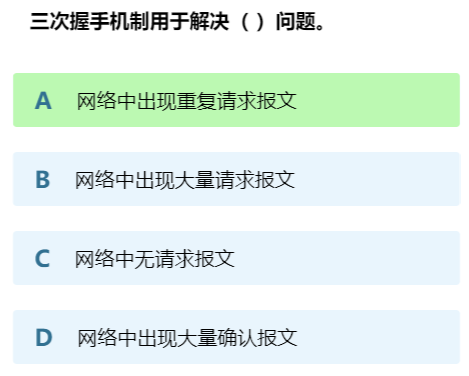 三次握手机制用于解决（ ）问题。
A 网络中出现重复请求报文
B 网络中出现大量请求报文
C 网络中无请求报文
D 网络中出现大量确认报文